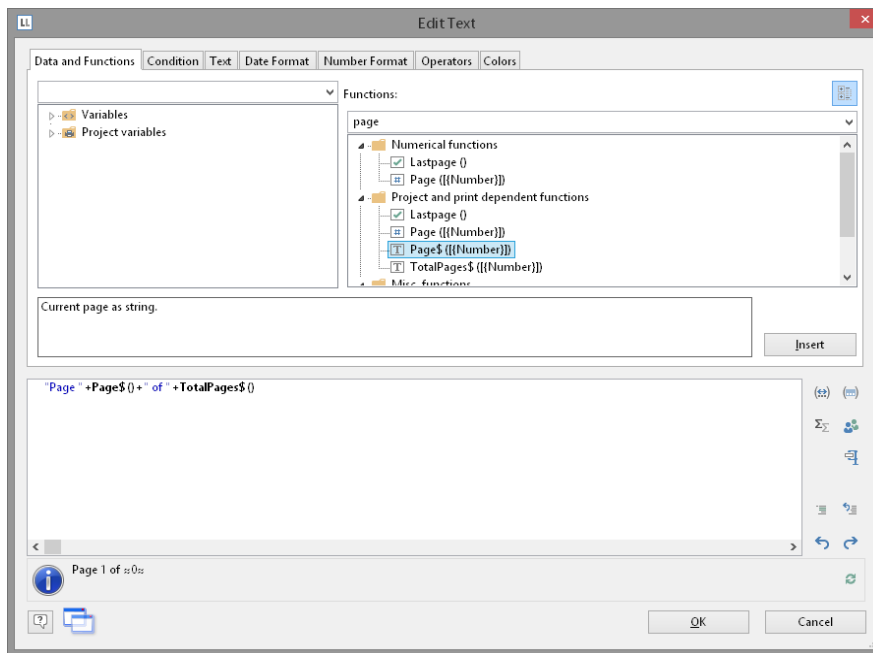 LL
Edit Text
Data and Functions Condition Text Date Format Number Format Operators Colors
Functions:
Variables
Project variables
page
Numerical functions
Lastpage ()
Page ([{Number}])
Project and print dependent functions
Lastpage ()
Page ([{Number}])
Page$ ([{Number}])
TotalPages$ ([{Number}])
Misc. functions
Current page as string.
Insert
"Page " +Page$ () + " of " +TotalPages$ ()
Page 1 of ≈0≈
OK Cancel